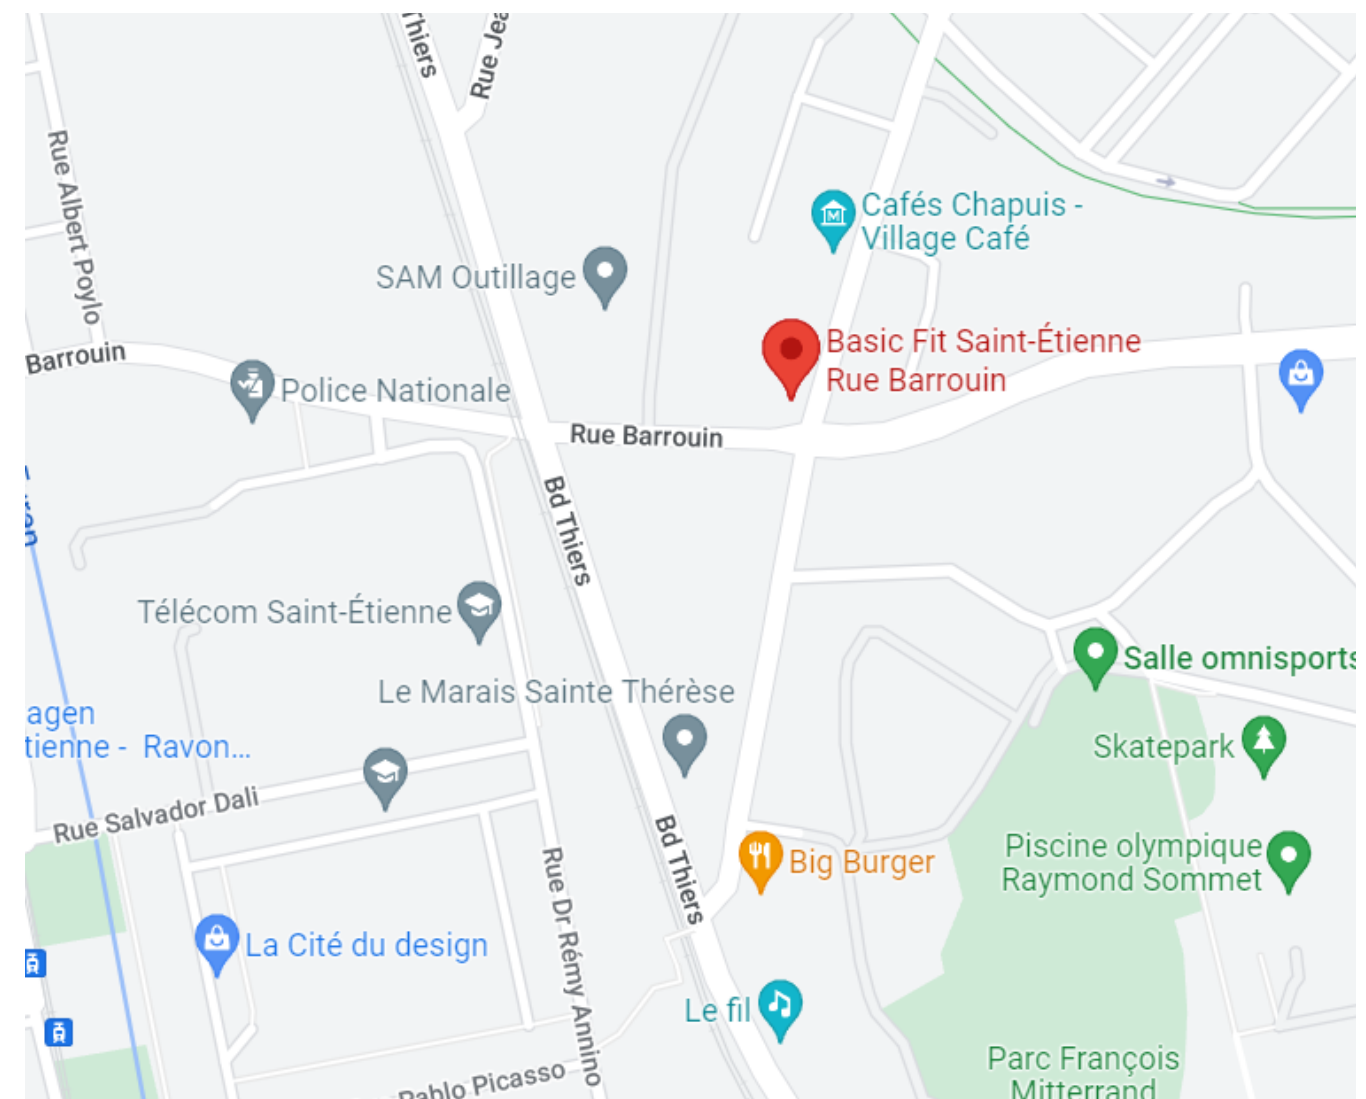 Thiers
Rue Jea
Rue Albert Poylo
Cafés Chapuis -
Village Café
SAM Outillage
Basic Fit Saint-Étienne
Rue Barrouin
Barrouin
Police Nationale
Rue Barrouin
Bd Thiers
Télécom Saint-Étienne
Salle omnisports
Le Marais Sainte Thérèse
agen
tienne - Ravon...
Skatepark
Rue Salvador Dali
Bd Thiers
Piscine olympique
Raymond Sommet
Big Burger
Rue Dr Rémy Annino
La Cité du design
Le fil
Parc François
Mitterrand
Pablo Picasso